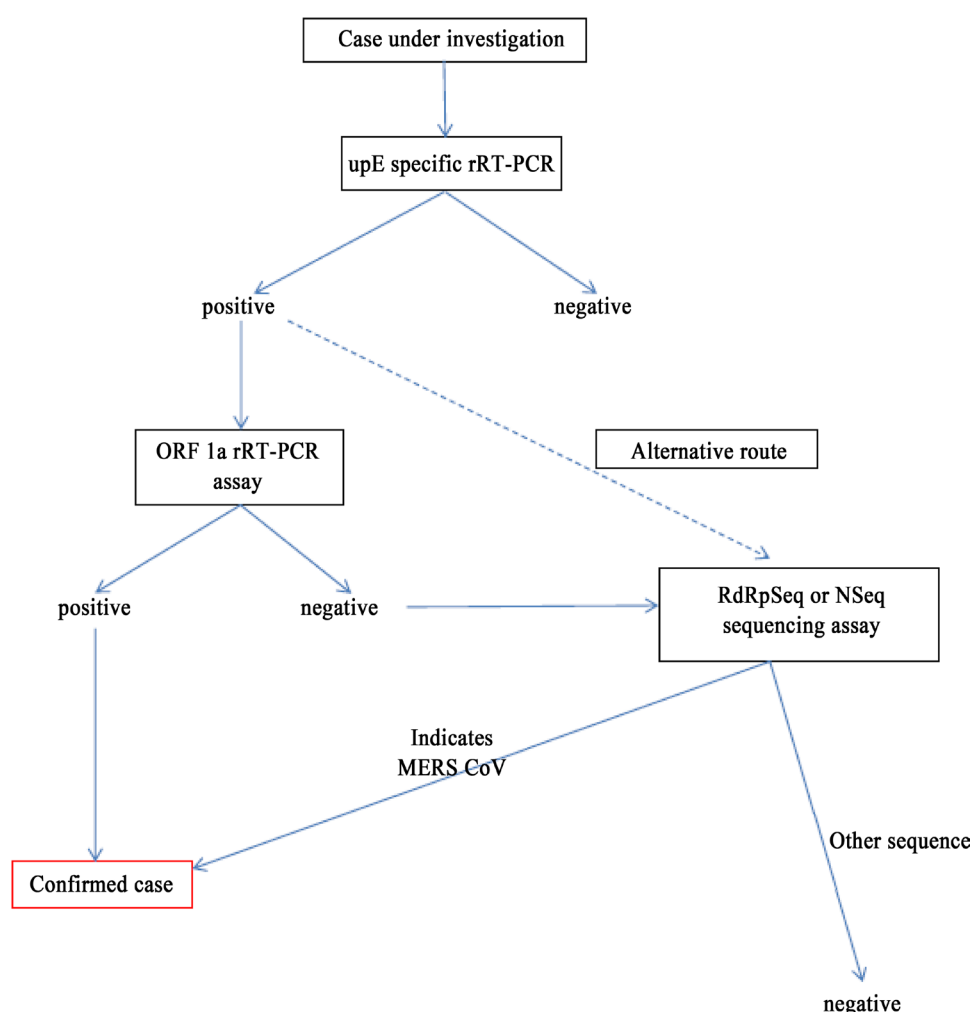 Case under investigation
upE specific rRT-PCR
positive
negative
ORF 1a rRT-PCR
assay
Alternative route
positive
negative
RdRpSeq or NSeq
sequencing assay
Indicates
MERS CoV
Other sequence
Confirmed case
negative